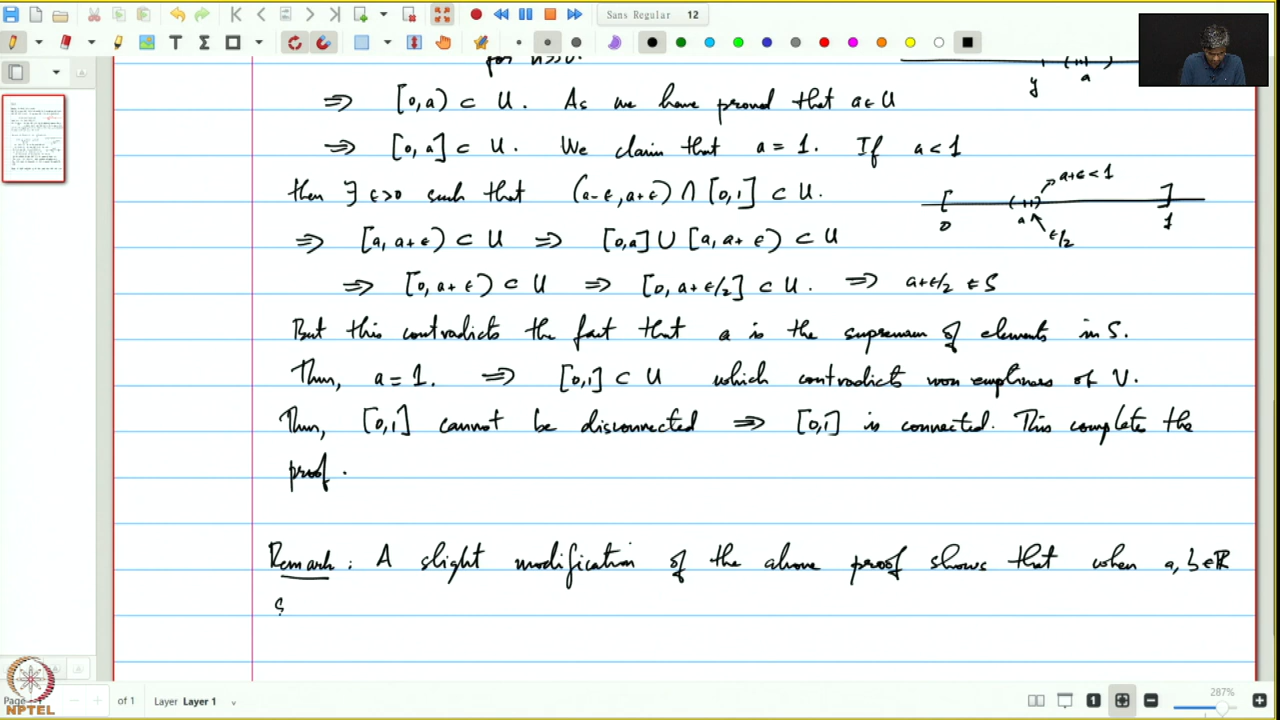 Sans Regular 12
for n>>0.
y a
⇒ [0,a) ⊂ U. As we have proved that a ∈ U
⇒ [0,a] ⊂ U. We claim that a = 1. If a < 1
then ∃ ε>0 such that (a-ε, a+ε) ∩ [0,1] ⊂ U.
a+ε<1
0 a ε/2 1
⇒ [a, a+ε) ⊂ U ⇒ [0,a] ∪ [a, a+ε) ⊂ U
⇒ [0, a+ε) ⊂ U ⇒ [0, a+ε/2] ⊂ U. ⇒ a+ε/2 ∈ S
But this contradicts the fact that a is the supremum of elements in S.
Thus, a = 1. ⇒ [0,1] ⊂ U which contradicts non emptiness of V.
Thus, [0,1] cannot be disconnected ⇒ [0,1] is connected. This complete the
proof.
Remark : A slight modification of the above proof shows that when a, b ∈ ℝ
NPTEL
Page
of 1 Layer Layer 1
287%